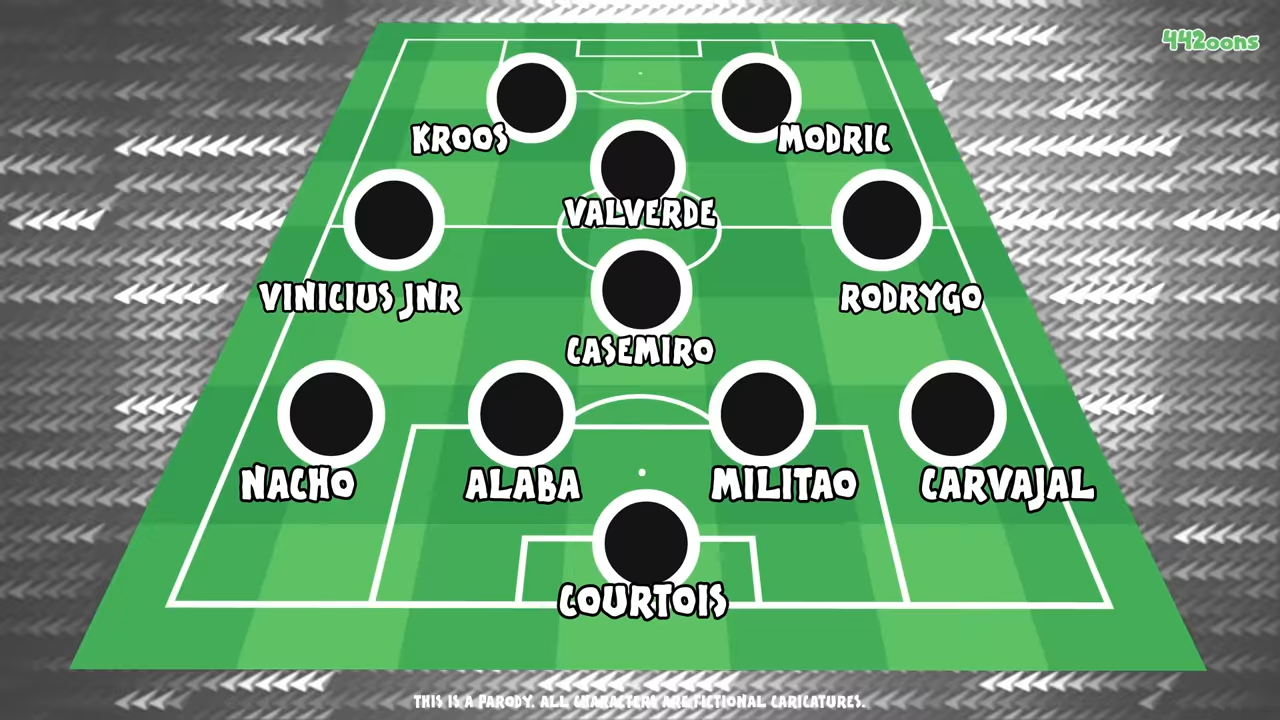 442oons
KROOS
MODRIC
VALVERDE
VINICIUS JNR
RODRYGO
CASEMIRO
NACHO
ALABA
MILITAO
CARVAJAL
COURTOIS
THIS IS A PARODY. ALL CHARACTERS ARE FICTIONAL CARICATURES.